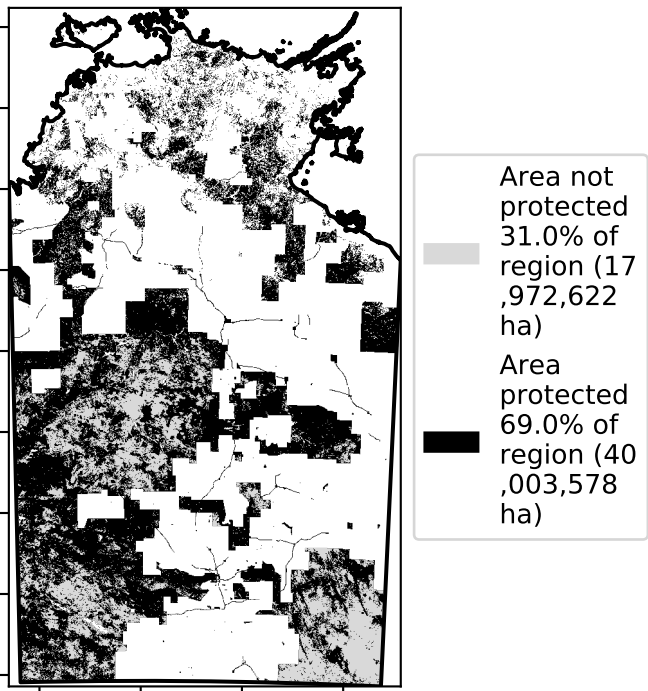 Area not
protected
31.0% of
region (17
,972,622
ha)
Area
protected
69.0% of
region (40
,003,578
ha)